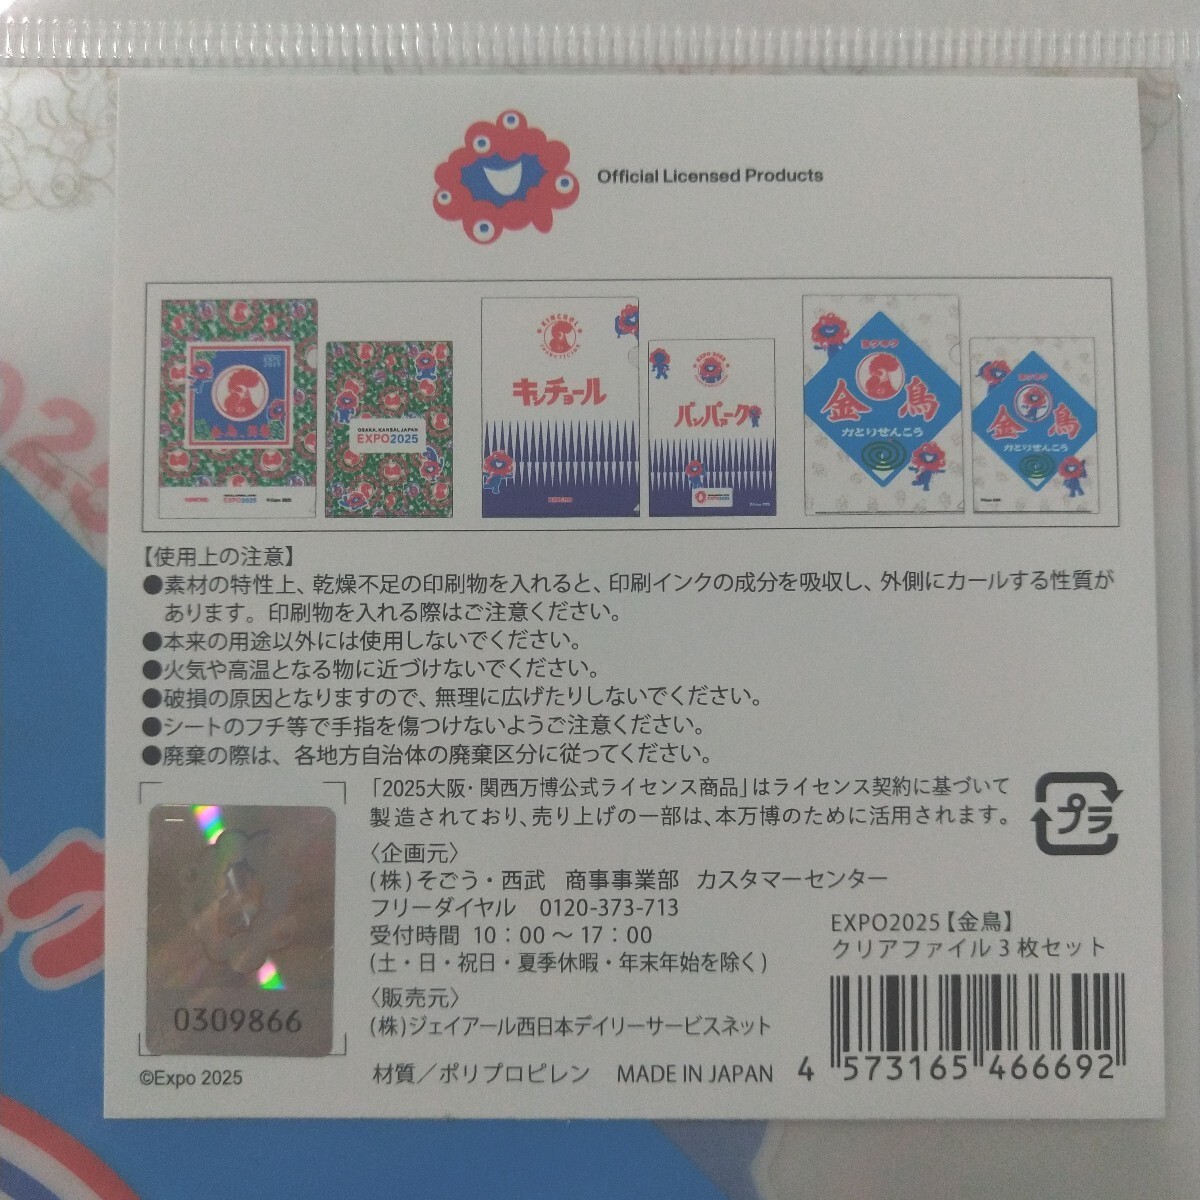 Official Licensed Products
EXPO 2025
金鳥の渦巻
OSAKA, KANSAI, JAPAN
EXPO2025
KINCHOL
キンチョール
KINCHO
EXPO 2025
バンパァーク
EXPO2025
金鳥
カとりせんこう
金鳥
カとりせんこう
【使用上の注意】
●素材の特性上、乾燥不足の印刷物を入れると、印刷インクの成分を吸収し、外側にカールする性質が
あります。印刷物を入れる際はご注意ください。
●本来の用途以外には使用しないでください。
●火気や高温となる物に近づけないでください。
●破損の原因となりますので、無理に広げたりしないでください。
●シートのフチ等で手指を傷つけないようご注意ください。
●廃棄の際は、各地方自治体の廃棄区分に従ってください。
「2025大阪・関西万博公式ライセンス商品」はライセンス契約に基づいて
製造されており、売り上げの一部は、本万博のために活用されます。
プラ
〈企画元〉
(株)そごう・西武　商事事業部　カスタマーセンター
フリーダイヤル　0120-373-713
受付時間 10：00～17：00
(土・日・祝日・夏季休暇・年末年始を除く)
〈販売元〉
(株)ジェイアール西日本デイリーサービスネット
材質／ポリプロピレン　MADE IN JAPAN
0309866
©Expo 2025
EXPO2025【金鳥】
クリアファイル3枚セット
4 573165 466692